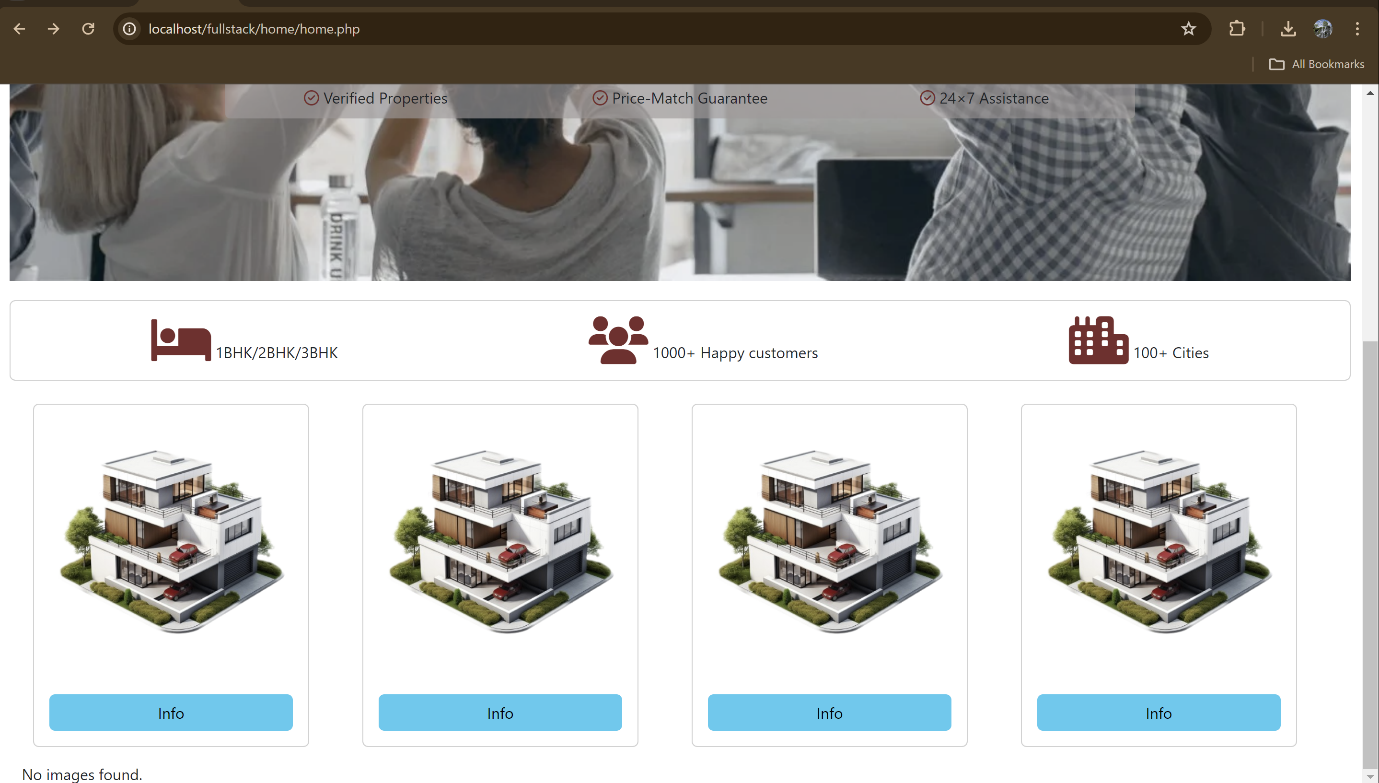 localhost/fullstack/home/home.php
All Bookmarks
Verified Properties Price-Match Guarantee 24×7 Assistance
DRINK
1BHK/2BHK/3BHK 1000+ Happy customers 100+ Cities
Info Info Info Info
No images found.